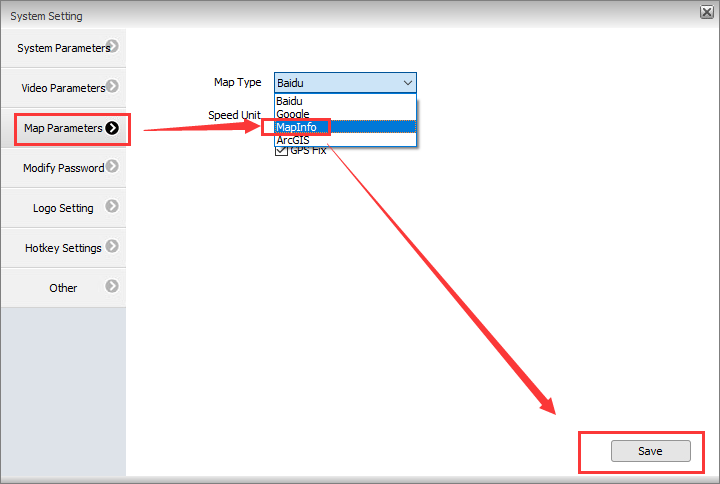 System Setting
System Parameters
Video Parameters
Map Parameters
Modify Password
Logo Setting
Hotkey Settings
Other
Map Type
Baidu
Baidu
Google
MapInfo
ArcGIS
Speed Unit
GPS Fix
Save